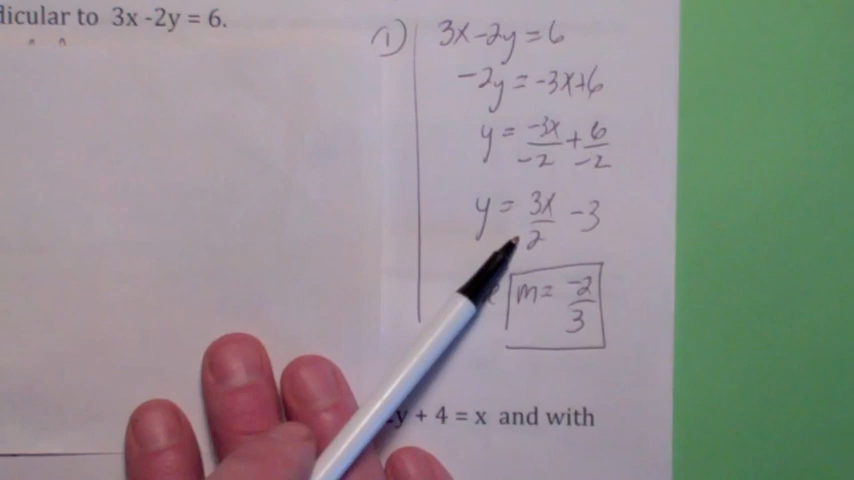 dicular to 3x -2y = 6.
① 3x-2y=6
-2y=-3x+6
y = -3x/-2 + 6/-2
y = 3x/2 - 3
m = -2/3
y + 4 = x and with